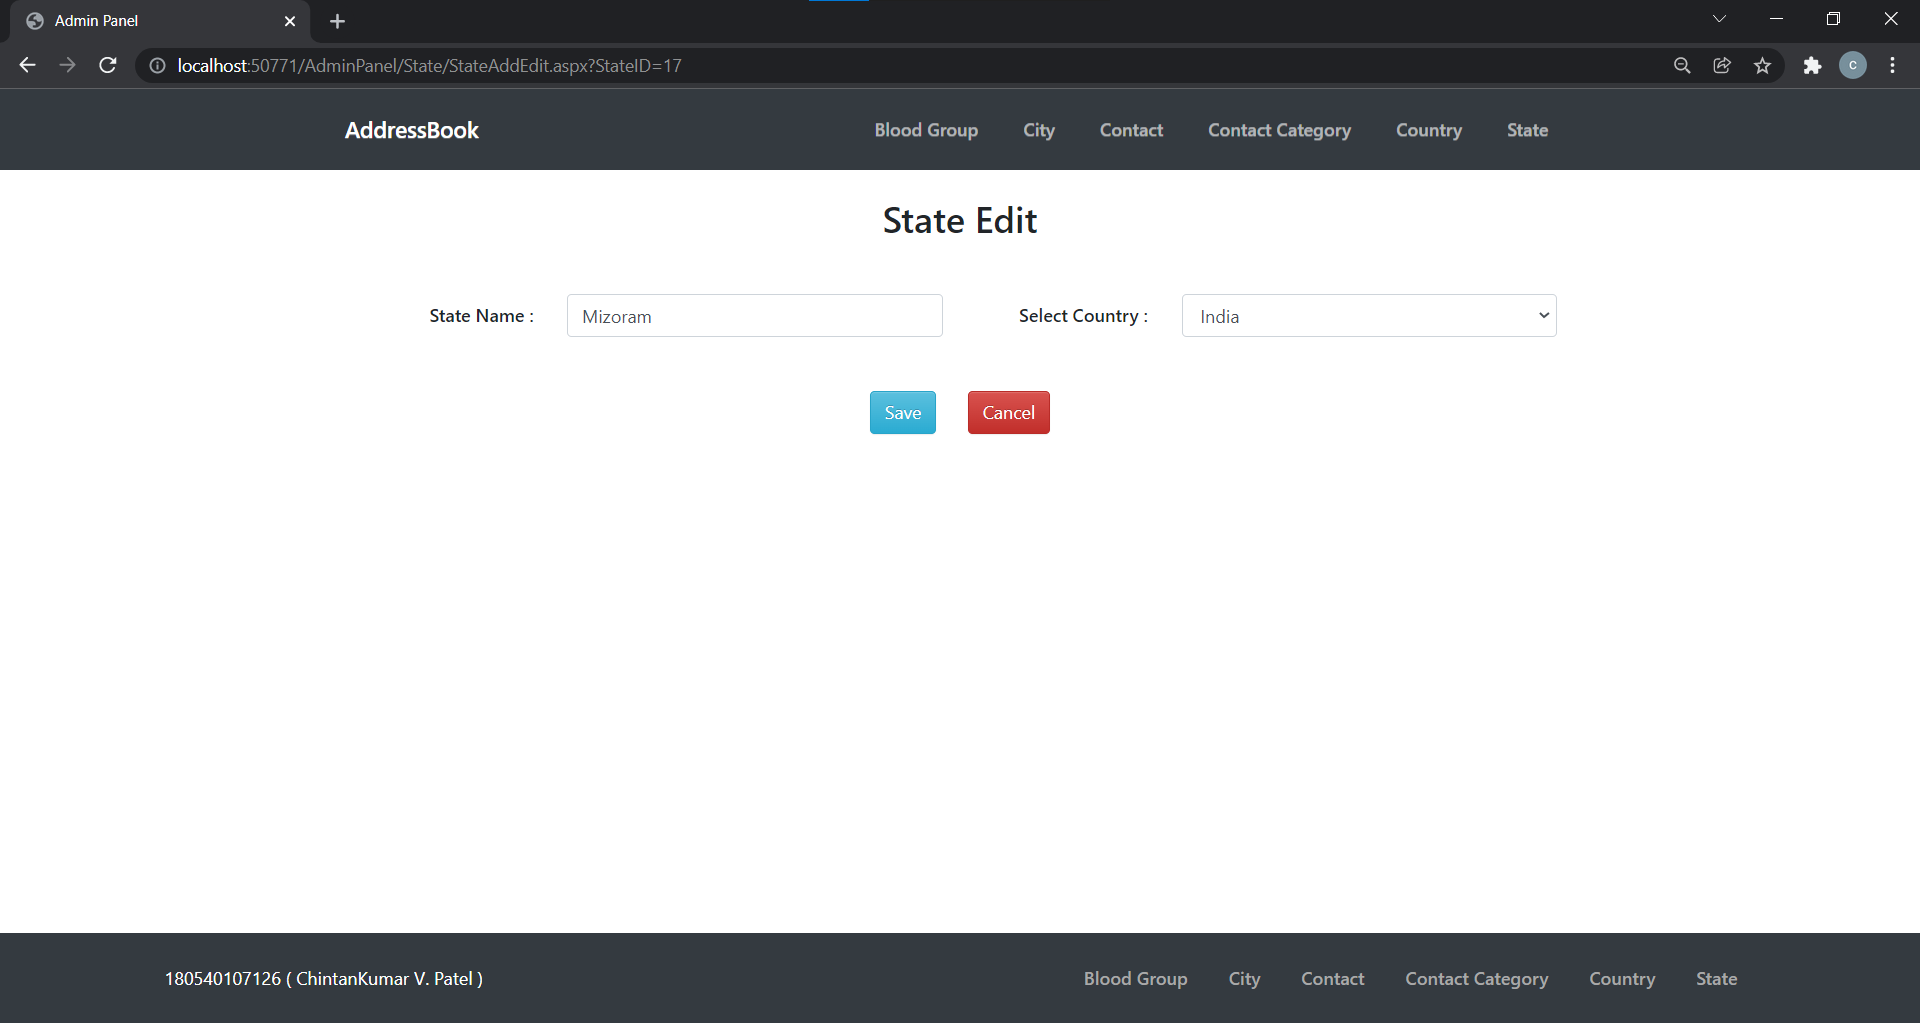 Admin Panel
localhost:50771/AdminPanel/State/StateAddEdit.aspx?StateID=17
C
AddressBook Blood Group City Contact Contact Category Country State
State Edit
State Name : Mizoram Select Country : India
Save Cancel
180540107126 ( ChintanKumar V. Patel ) Blood Group City Contact Contact Category Country State